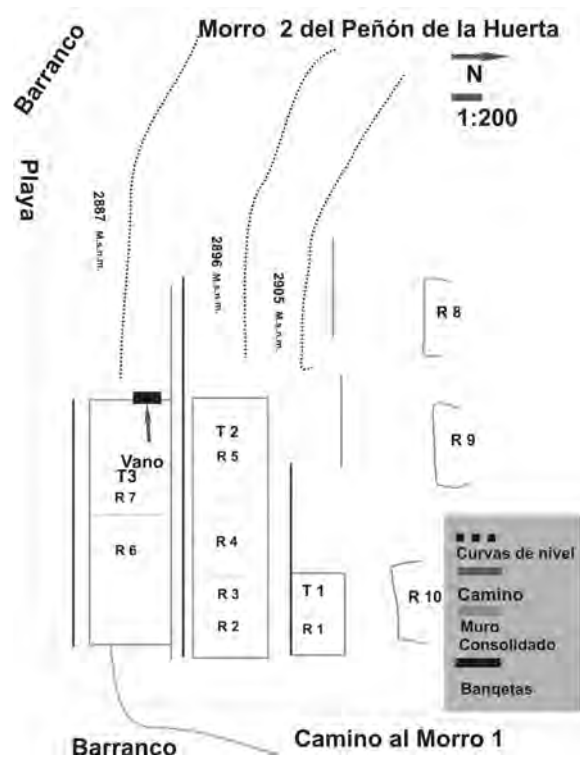 Morro 2 del Peñón de la Huerta
Barranco
N
1:200
Playa
2887 M.s.n.m.
2896 M.s.n.m.
2905 M.s.n.m.
R 8
R 9
R 10
T 2
R 5
R 4
R 3
R 2
Vano
T3
R 7
R 6
T 1
R 1
Curvas de nivel
Camino
Muro
Consolidado
Banqetas
Barranco
Camino al Morro 1